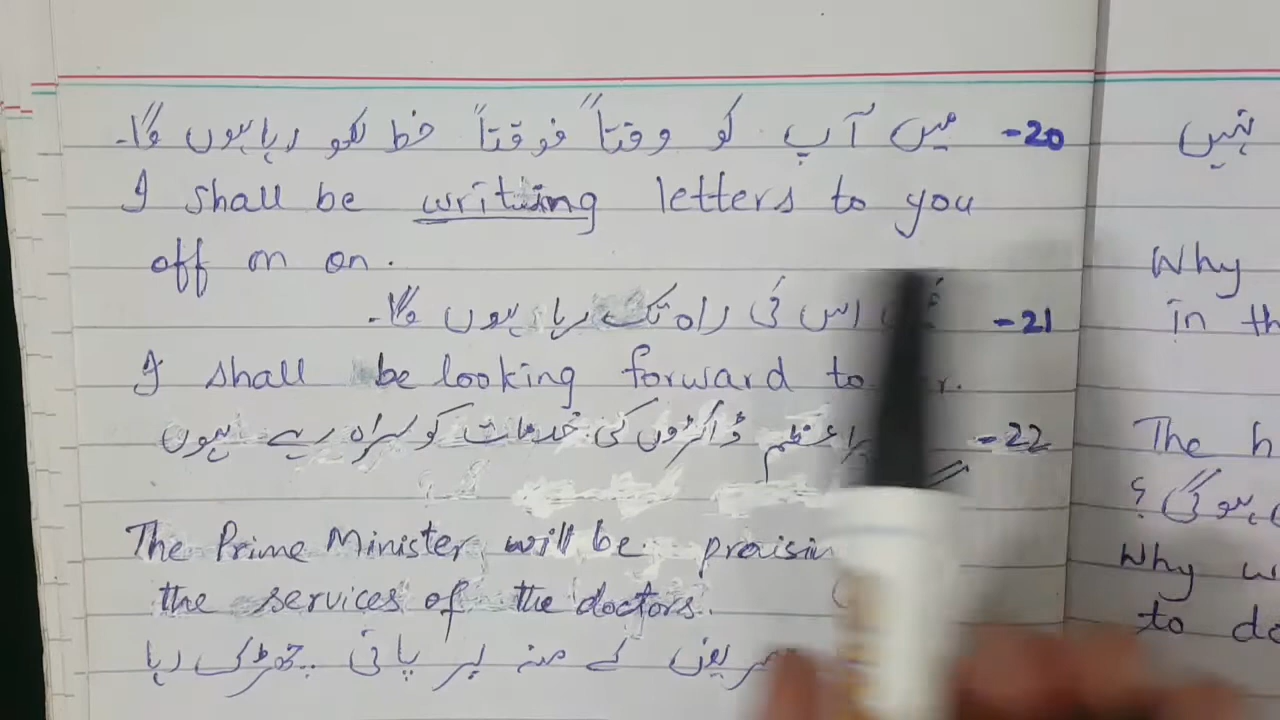 20- میں آپ کو وقتاً فوقتاً خط لکھ رہا ہوں گا۔
I shall be writing letters to you
off on on.
21- اس کی راہ تک رہا ہوں گا۔
I shall be looking forward to
22- ڈاکٹروں کی خدمات کو سراہ رہے ہوں
گے
The Prime Minister will be praisin
the services of the doctors.
کے منہ پر پانی چھڑک رہا
نہیں
Why
in th
The h
ہوگی؟
Why w
to do